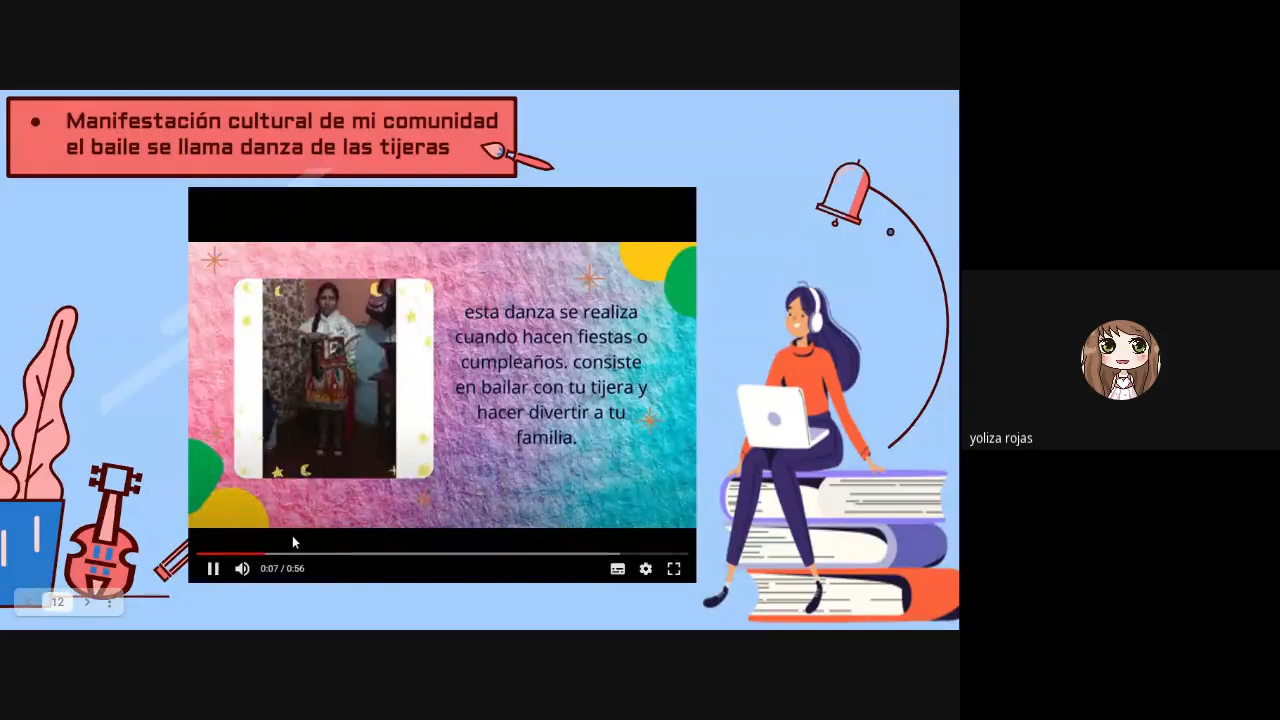 Manifestación cultural de mi comunidad
el baile se llama danza de las tijeras
esta danza se realiza
cuando hacen fiestas o
cumpleaños. consiste
en bailar con tu tijera y
hacer divertir a tu
familia.
0:07 / 0:56
12
yoliza rojas